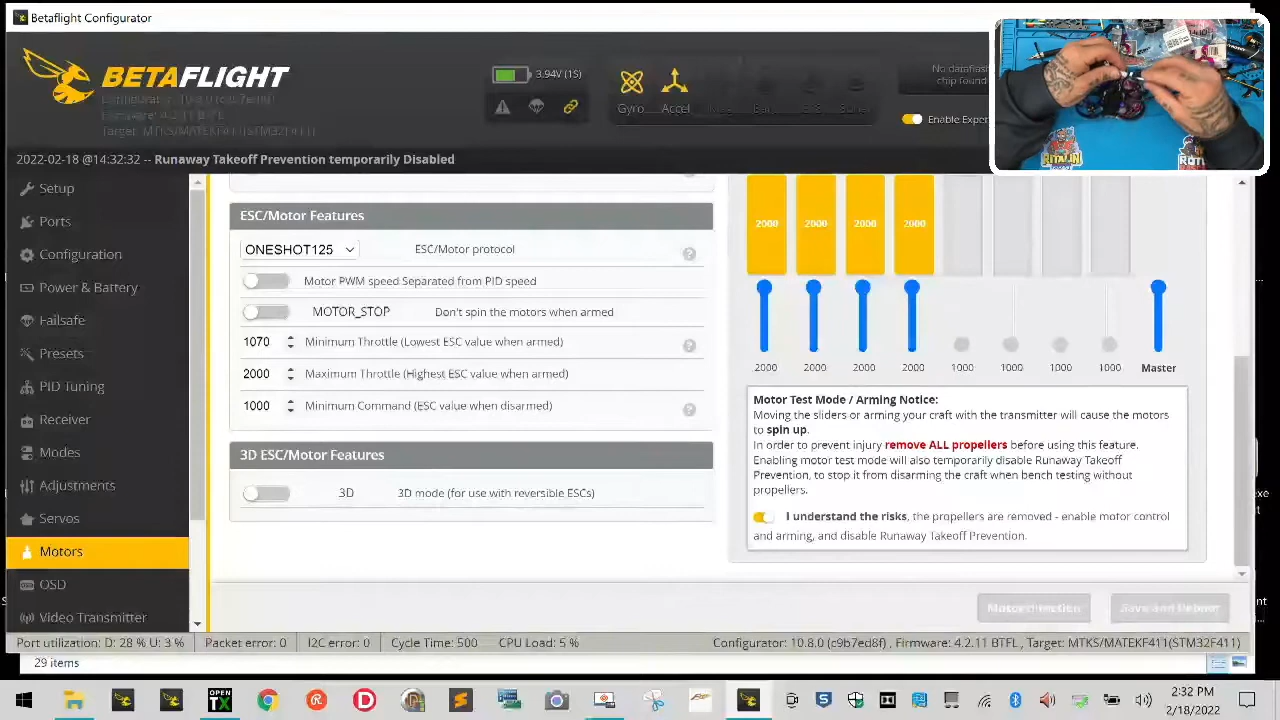 Betaflight Configurator
BETAFLIGHT
3.94V (1S)
Gyro Accel
No dataflash
chip found
Enable Exper
Target: MTKS/MATEKF411(STM32F411)
2022-02-18 @14:32:32 -- Runaway Takeoff Prevention temporarily Disabled
Setup
Ports
Configuration
Power & Battery
Failsafe
Presets
PID Tuning
Receiver
Modes
Adjustments
Servos
Motors
OSD
Video Transmitter
ESC/Motor Features
ONESHOT125 ESC/Motor protocol
Motor PWM speed Separated from PID speed
MOTOR_STOP Don't spin the motors when armed
1070 Minimum Throttle (Lowest ESC value when armed)
2000 Maximum Throttle (Highest ESC value when armed)
1000 Minimum Command (ESC value when disarmed)
3D ESC/Motor Features
3D 3D mode (for use with reversible ESCs)
2000 2000 2000 2000
2000 2000 2000 2000 1000 1000 1000 1000 Master
Motor Test Mode / Arming Notice:
Moving the sliders or arming your craft with the transmitter will cause the motors
to spin up.
In order to prevent injury remove ALL propellers before using this feature.
Enabling motor test mode will also temporarily disable Runaway Takeoff
Prevention, to stop it from disarming the craft when bench testing without
propellers.
I understand the risks, the propellers are removed - enable motor control
and arming, and disable Runaway Takeoff Prevention.
Motor direction Save and Reboot
Port utilization: D: 28 % U: 3 % Packet error: 0 I2C error: 0 Cycle Time: 500 CPU Load: 5 % Configurator: 10.8.0 (c9b7ed8f), Firmware: 4.2.11 BTFL, Target: MTKS/MATEKF411(STM32F411)
29 items
OPEN
TX
2:32 PM
2/18/2022